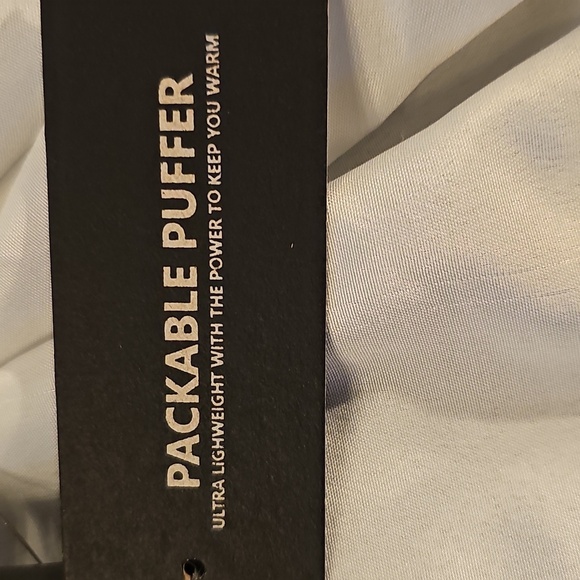 PACKABLE PUFFER
ULTRA LiGHWEIGHT WITH THE POWER TO KEEP YOU WARM